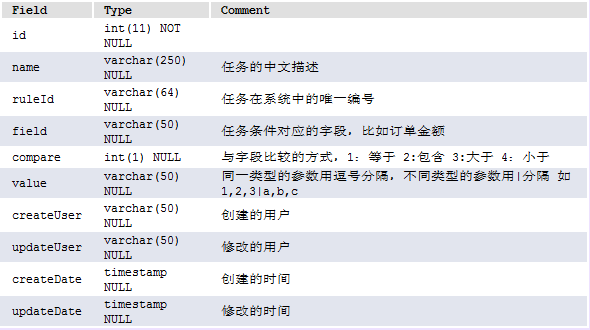 Field Type Comment
id int(11) NOT NULL
name varchar(250) NULL 任务的中文描述
ruleId varchar(64) NULL 任务在系统中的唯一编号
field varchar(50) NULL 任务条件对应的字段，比如订单金额
compare int(1) NULL 与字段比较的方式，1：等于 2:包含 3:大于 4：小于
value varchar(50) NULL 同一类型的参数用逗号分隔，不同类型的参数用|分隔 如
1,2,3|a,b,c
createUser varchar(50) NULL 创建的用户
updateUser varchar(50) NULL 修改的用户
createDate timestamp NULL 创建的时间
updateDate timestamp NULL 修改的时间